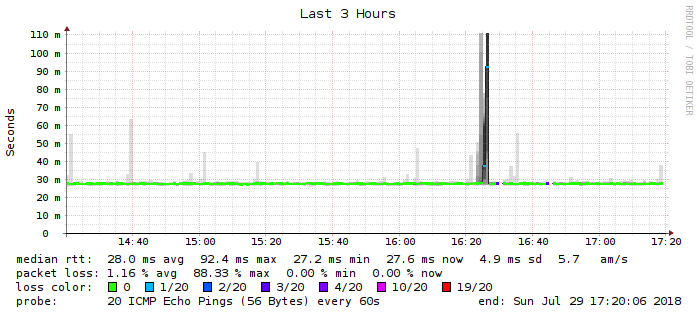 Last 3 Hours
RRDTOOL / TOBI OETIKER
Seconds
110 m
100 m
90 m
80 m
70 m
60 m
50 m
40 m
30 m
20 m
10 m
0
14:40 15:00 15:20 15:40 16:00 16:20 16:40 17:00 17:20
median rtt: 28.0 ms avg 92.4 ms max 27.2 ms min 27.6 ms now 4.9 ms sd 5.7 am/s
packet loss: 1.16 % avg 88.33 % max 0.00 % min 0.00 % now
loss color: 0 1/20 2/20 3/20 4/20 10/20 19/20
probe: 20 ICMP Echo Pings (56 Bytes) every 60s end: Sun Jul 29 17:20:06 2018